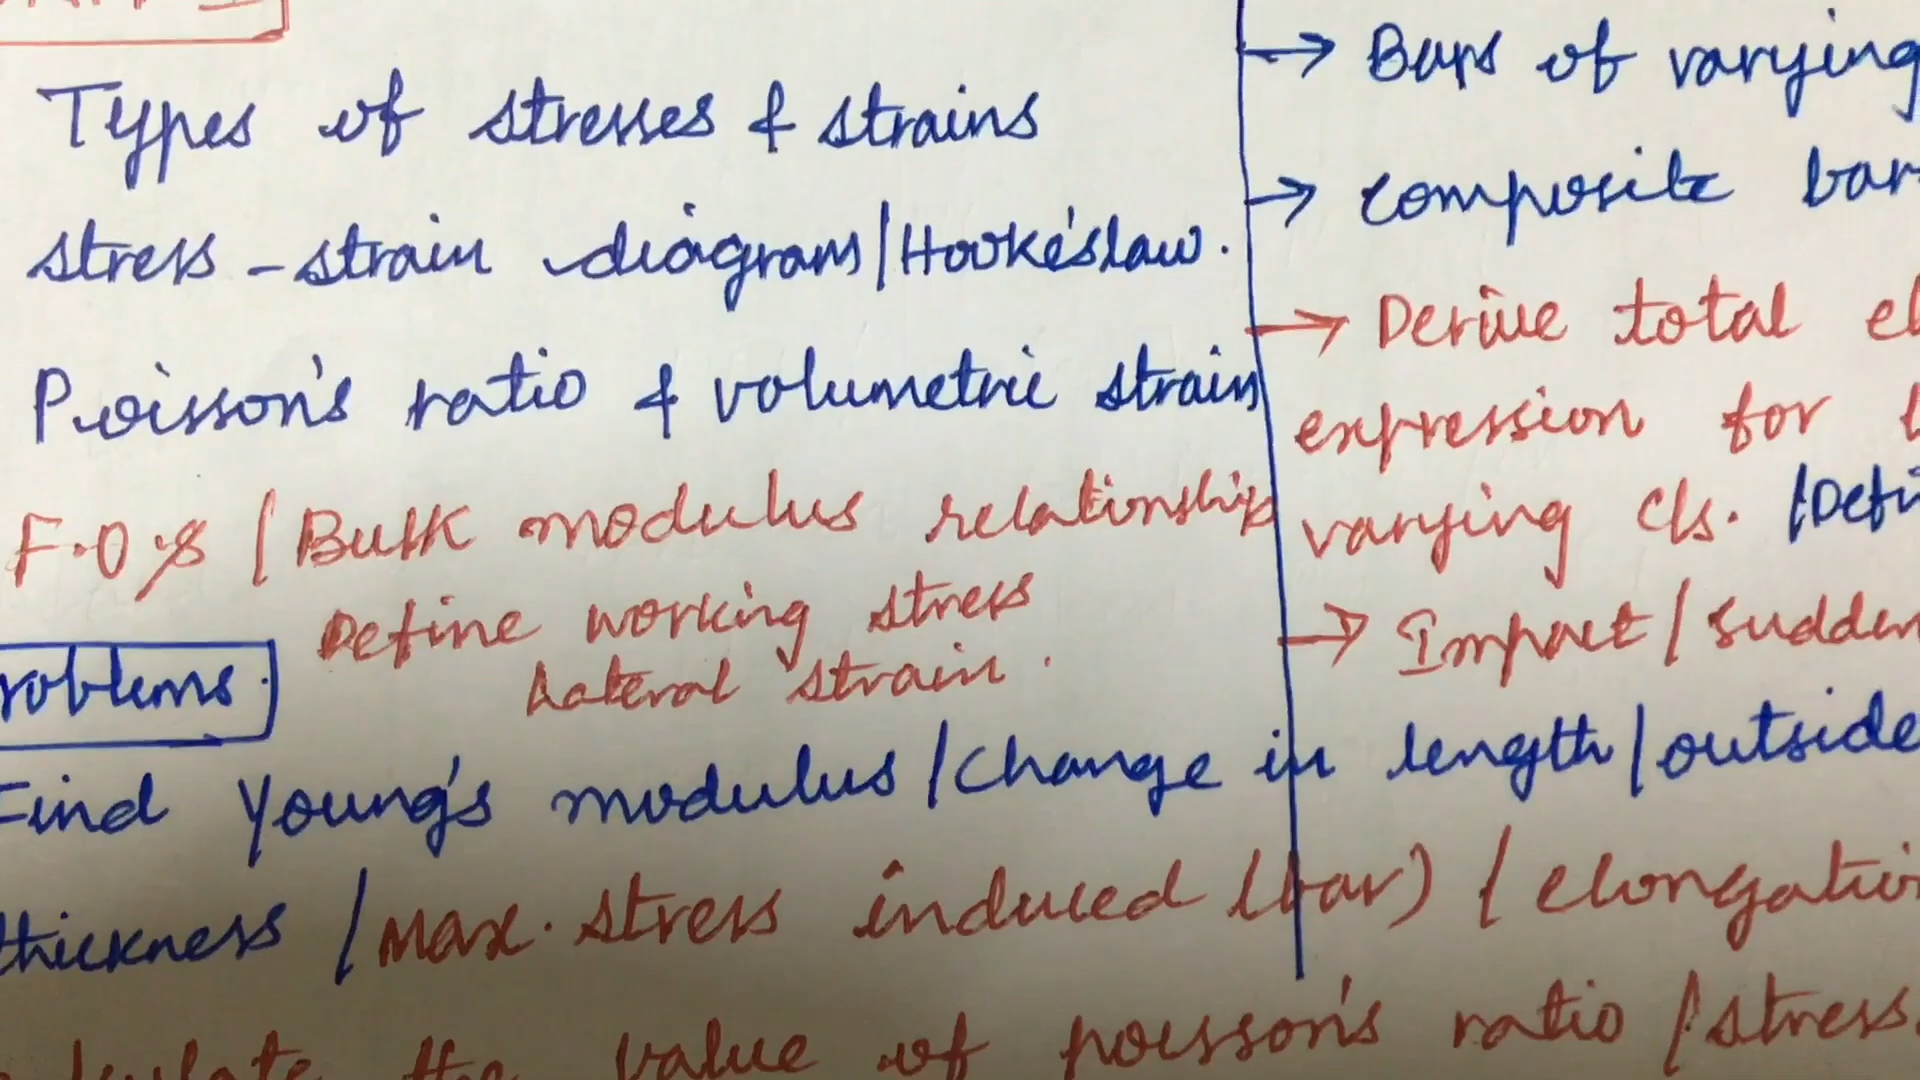 Types of stresses & strains
stress - strain diagram / Hooke's law.
Poisson's ratio & volumetric strain
F.O.S / Bulk modulus relationship
Define working stress
Lateral strain.
→ Bars of varying
→ composite bar
→ Derive total el
expression for
varying c/s. / Defi
→ Impact / sudden
roblems.
Find Young's modulus / Change in length / outside
thickness / Max. stress induced (bar) / elongatio
the value of poisson's ratio / stress